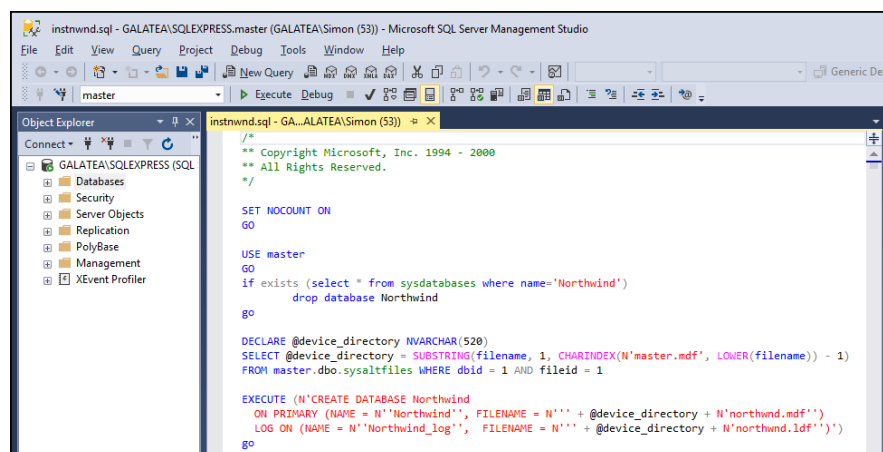 instnwnd.sql - GALATEA\SQLEXPRESS.master (GALATEA\Simon (53)) - Microsoft SQL Server Management Studio
File Edit View Query Project Debug Tools Window Help
New Query MDX DMX XMLA DAX Generic De
master Execute Debug
Object Explorer
instnwnd.sql - GA...ALATEA\Simon (53))
Connect
GALATEA\SQLEXPRESS (SQL
Databases
Security
Server Objects
Replication
PolyBase
Management
XEvent Profiler
/*
** Copyright Microsoft, Inc. 1994 - 2000
** All Rights Reserved.
*/
SET NOCOUNT ON
GO
USE master
GO
if exists (select * from sysdatabases where name='Northwind')
drop database Northwind
go
DECLARE @device_directory NVARCHAR(520)
SELECT @device_directory = SUBSTRING(filename, 1, CHARINDEX(N'master.mdf', LOWER(filename)) - 1)
FROM master.dbo.sysaltfiles WHERE dbid = 1 AND fileid = 1
EXECUTE (N'CREATE DATABASE Northwind
ON PRIMARY (NAME = N''Northwind'', FILENAME = N''' + @device_directory + N'northwnd.mdf'')
LOG ON (NAME = N''Northwind_log'', FILENAME = N''' + @device_directory + N'northwnd.ldf'')')
go